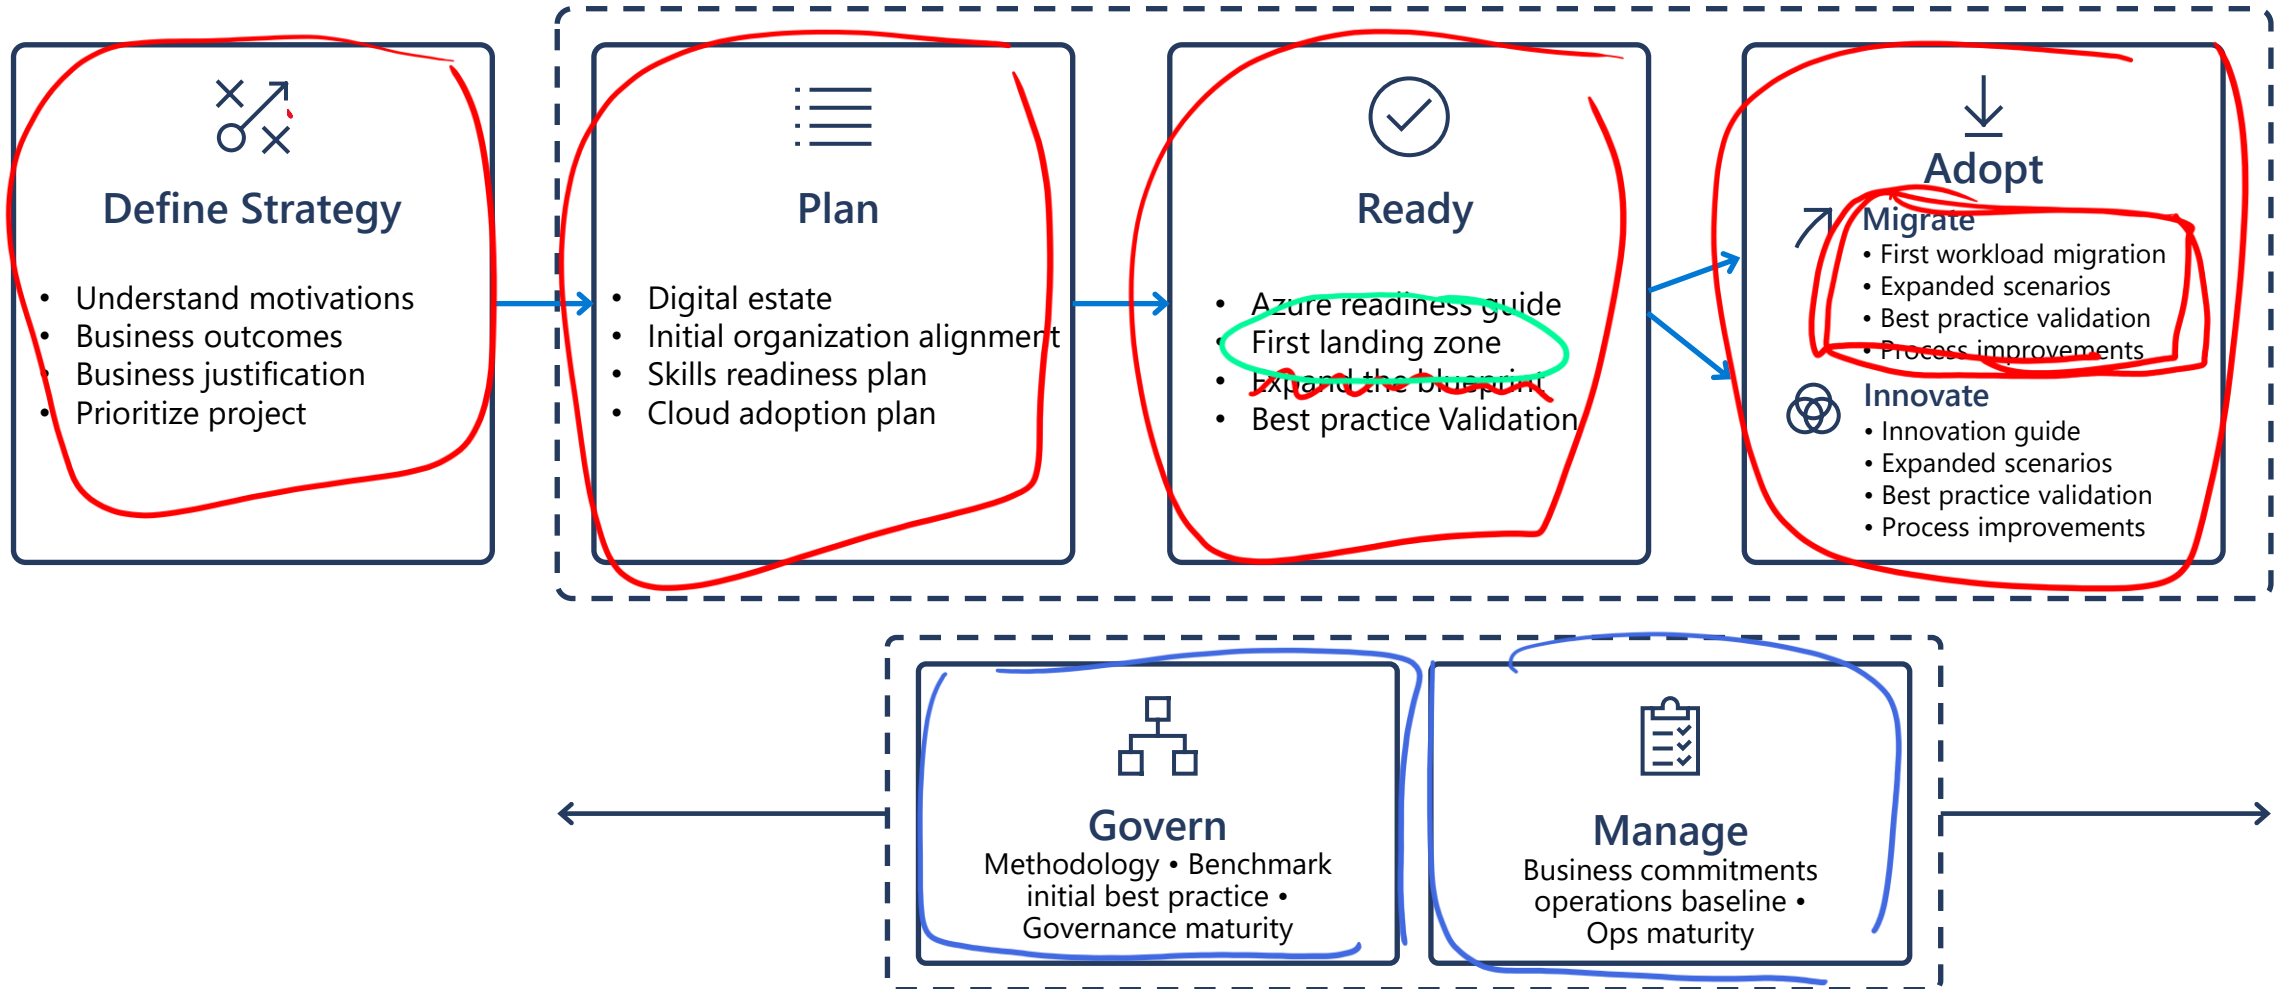 Define Strategy
• Understand motivations
• Business outcomes
• Business justification
• Prioritize project
Plan
• Digital estate
• Initial organization alignment
• Skills readiness plan
• Cloud adoption plan
Ready
• Azure readiness guide
• First landing zone
• Expand the blueprint
• Best practice Validation
Adopt
Migrate
• First workload migration
• Expanded scenarios
• Best practice validation
• Process improvements
Innovate
• Innovation guide
• Expanded scenarios
• Best practice validation
• Process improvements
Govern
Methodology • Benchmark
initial best practice •
Governance maturity
Manage
Business commitments
operations baseline •
Ops maturity